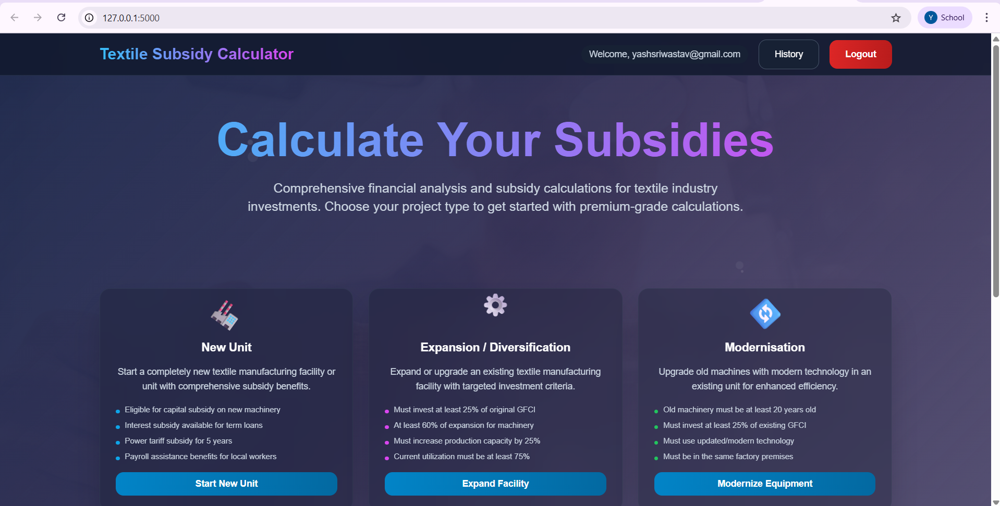 127.0.0.1:5000
Y School
Textile Subsidy Calculator
Welcome, yashsriwastav@gmail.com
History
Logout
Calculate Your Subsidies
Comprehensive financial analysis and subsidy calculations for textile industry
investments. Choose your project type to get started with premium-grade calculations.
New Unit
Start a completely new textile manufacturing facility or
unit with comprehensive subsidy benefits.
Eligible for capital subsidy on new machinery
Interest subsidy available for term loans
Power tariff subsidy for 5 years
Payroll assistance benefits for local workers
Start New Unit
Expansion / Diversification
Expand or upgrade an existing textile manufacturing
facility with targeted investment criteria.
Must invest at least 25% of original GFCI
At least 60% of expansion for machinery
Must increase production capacity by 25%
Current utilization must be at least 75%
Expand Facility
Modernisation
Upgrade old machines with modern technology in an
existing unit for enhanced efficiency.
Old machinery must be at least 20 years old
Must invest at least 25% of existing GFCI
Must use updated/modern technology
Must be in the same factory premises
Modernize Equipment